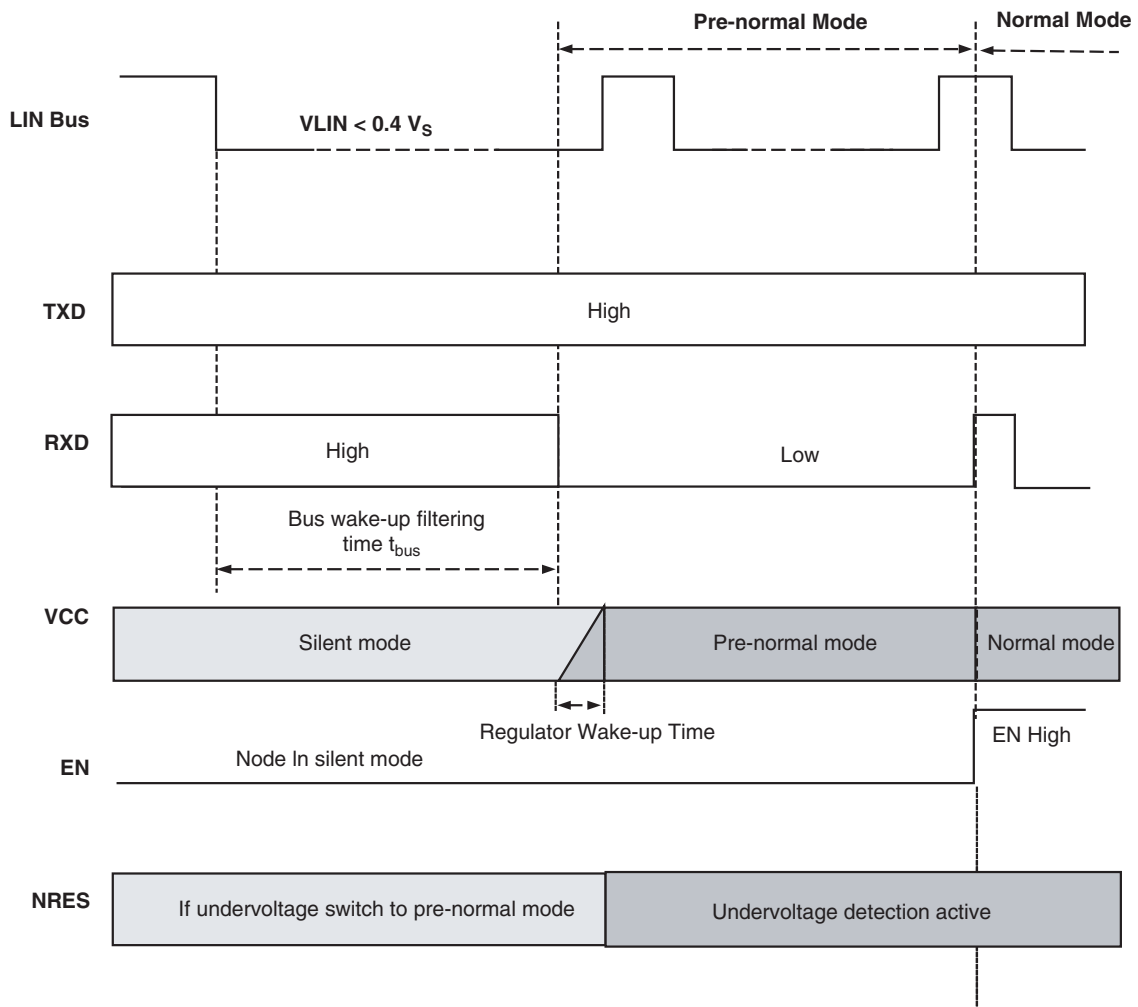 Pre-normal Mode
Normal Mode
LIN Bus
VLIN < 0.4 VS
TXD
High
RXD
High
Low
Bus wake-up filtering
time tbus
VCC
Silent mode
Pre-normal mode
Normal mode
Regulator Wake-up Time
EN High
Node In silent mode
EN
NRES
If undervoltage switch to pre-normal mode
Undervoltage detection active